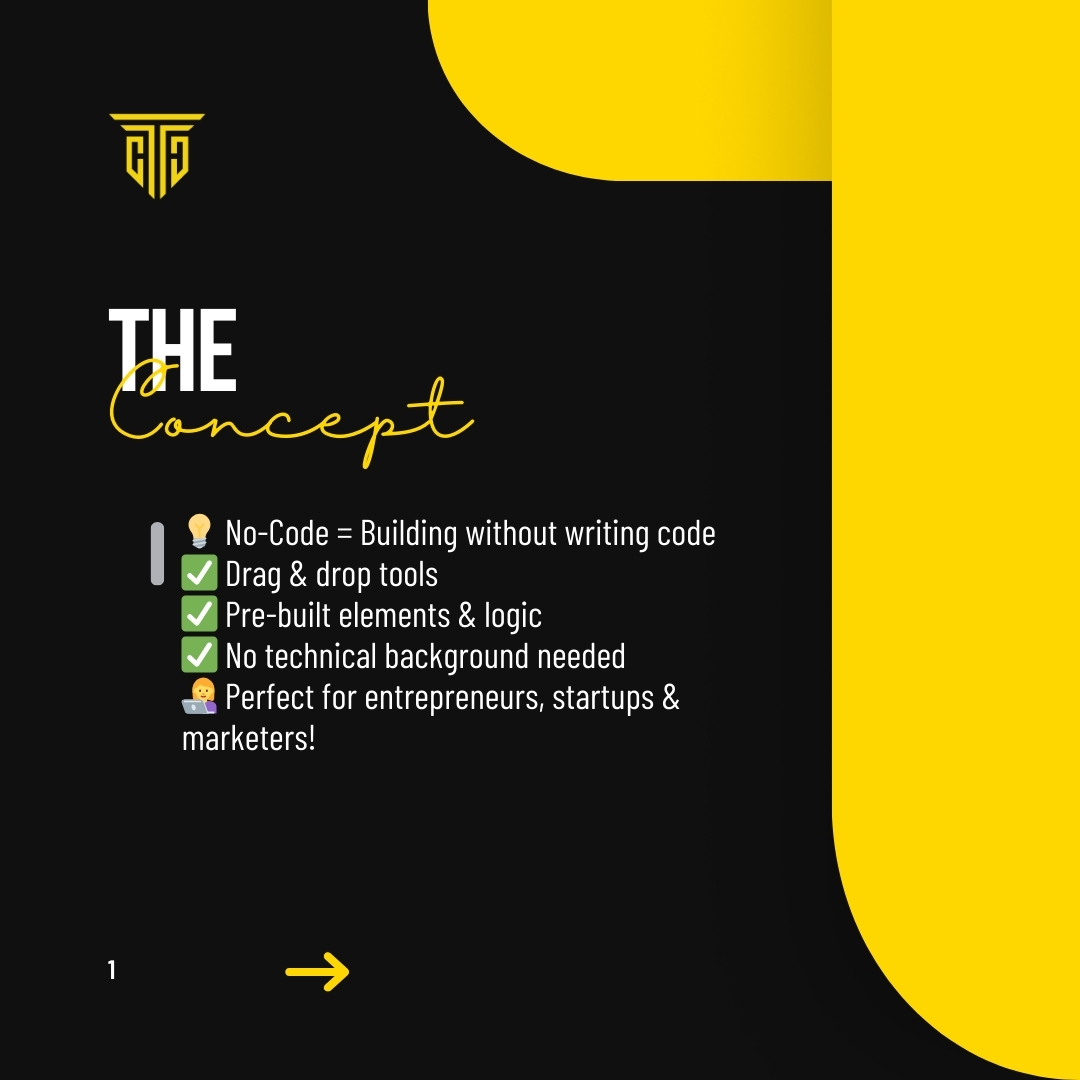 THE
Concept
💡 No-Code = Building without writing code
✅ Drag & drop tools
✅ Pre-built elements & logic
✅ No technical background needed
👩‍💻 Perfect for entrepreneurs, startups &
marketers!
1